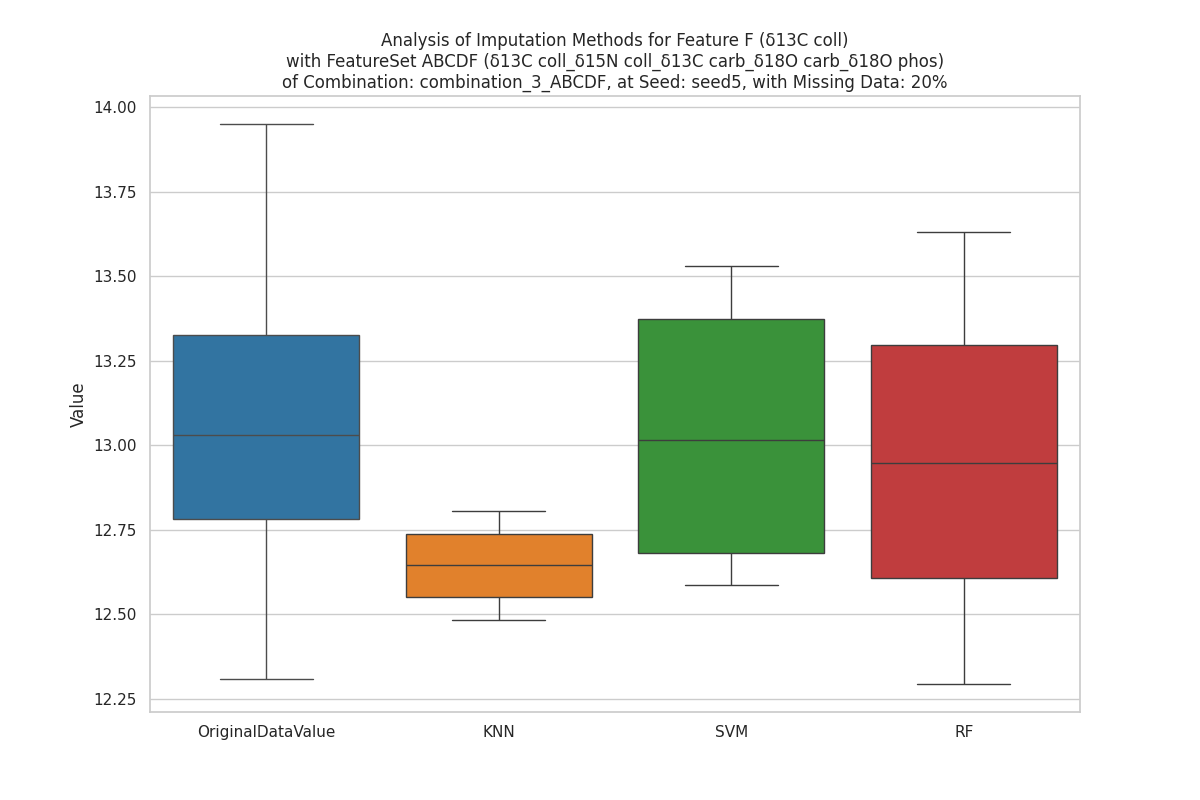 Analysis of Imputation Methods for Feature F (δ13C coll)
with FeatureSet ABCDF (δ13C coll_δ15N coll_δ13C carb_δ18O carb_δ18O phos)
of Combination: combination_3_ABCDF, at Seed: seed5, with Missing Data: 20%
14.00
13.75
13.50
13.25
13.00
12.75
12.50
12.25
Value
OriginalDataValue
KNN
SVM
RF